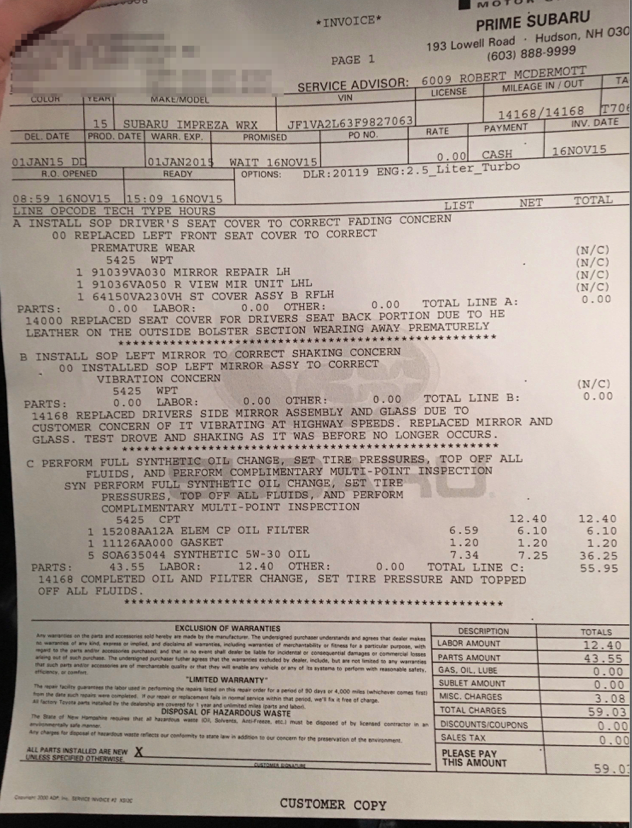 *INVOICE*
MOTOR
PRIME SUBARU
193 Lowell Road · Hudson, NH 030
(603) 888-9999
PAGE 1
SERVICE ADVISOR: 6009 ROBERT MCDERMOTT
COLOR YEAR MAKE/MODEL VIN LICENSE MILEAGE IN / OUT TA
15 SUBARU IMPREZA WRX JF1VA2L63F9827063 14168/14168 T706
DEL. DATE PROD. DATE WARR. EXP. PROMISED PO NO. RATE PAYMENT INV. DATE
01JAN15 DD 01JAN2015 WAIT 16NOV15 0.00 CASH 16NOV15
R.O. OPENED READY OPTIONS: DLR:20119 ENG:2.5_Liter_Turbo
08:59 16NOV15 15:09 16NOV15
LINE OPCODE TECH TYPE HOURS LIST NET TOTAL
A INSTALL SOP DRIVER'S SEAT COVER TO CORRECT FADING CONCERN
00 REPLACED LEFT FRONT SEAT COVER TO CORRECT
PREMATURE WEAR
5425 WPT (N/C)
1 91039VA030 MIRROR REPAIR LH (N/C)
1 91036VA050 R VIEW MIR UNIT LHL (N/C)
1 64150VA230VH ST COVER ASSY B RFLH (N/C)
PARTS: 0.00 LABOR: 0.00 OTHER: 0.00 TOTAL LINE A: 0.00
14000 REPLACED SEAT COVER FOR DRIVERS SEAT BACK PORTION DUE TO HE
LEATHER ON THE OUTSIDE BOLSTER SECTION WEARING AWAY PREMATURELY
****************************************************
B INSTALL SOP LEFT MIRROR TO CORRECT SHAKING CONCERN
00 INSTALLED SOP LEFT MIRROR ASSY TO CORRECT
VIBRATION CONCERN
5425 WPT (N/C)
PARTS: 0.00 LABOR: 0.00 OTHER: 0.00 TOTAL LINE B: 0.00
14168 REPLACED DRIVERS SIDE MIRROR ASSEMBLY AND GLASS DUE TO
CUSTOMER CONCERN OF IT VIBRATING AT HIGHWAY SPEEDS. REPLACED MIRROR AND
GLASS. TEST DROVE AND SHAKING AS IT WAS BEFORE NO LONGER OCCURS.
****************************************************
C PERFORM FULL SYNTHETIC OIL CHANGE, SET TIRE PRESSURES, TOP OFF ALL
FLUIDS, AND PERFORM COMPLIMENTARY MULTI-POINT INSPECTION
SYN PERFORM FULL SYNTHETIC OIL CHANGE, SET TIRE
PRESSURES, TOP OFF ALL FLUIDS, AND PERFORM
COMPLIMENTARY MULTI-POINT INSPECTION
5425 CPT 12.40 12.40
1 15208AA12A ELEM CP OIL FILTER 6.59 6.10 6.10
1 11126AA000 GASKET 1.20 1.20 1.20
5 SOA635044 SYNTHETIC 5W-30 OIL 7.34 7.25 36.25
PARTS: 43.55 LABOR: 12.40 OTHER: 0.00 TOTAL LINE C: 55.95
14168 COMPLETED OIL AND FILTER CHANGE, SET TIRE PRESSURE AND TOPPED
OFF ALL FLUIDS.
****************************************************
EXCLUSION OF WARRANTIES
Any warranties on the parts and accessories sold hereby are made by the manufacturer. The undersigned purchaser understands and agrees that dealer makes
no warranties of any kind, express or implied, and disclaims all warranties, including warranties of merchantability or fitness for a particular purpose, with
regard to the parts and/or accessories purchased; and that in no event shall dealer be liable for incidental or consequential damages or commercial losses
arising out of such purchase. The undersigned purchaser further agrees that the warranties excluded by dealer, include, but are not limited to any warranties
that such parts and/or accessories are of merchantable quality or that they will enable any vehicle or any of its systems to perform with reasonable safety,
efficiency, or comfort.
"LIMITED WARRANTY"
The repair facility guarantees the labor used in performing the repairs listed on this repair order for a period of 90 days or 4,000 miles (whichever comes first)
from the date such repairs were completed. If our repair or replacement fails in normal service within that period, we'll fix it free of charge.
All factory Toyota parts installed by the dealership are covered for 1 year and unlimited miles (parts and labor).
DISPOSAL OF HAZARDOUS WASTE
The State of New Hampshire requires that all hazardous waste (Oil, Solvents, Anti-Freeze, etc.) must be disposed of by licensed contractor in an
environmentally safe manner.
Any charges for disposal of hazardous waste reflects our conformity to state law in addition to our concern for the preservation of the environment.
ALL PARTS INSTALLED ARE NEW
UNLESS SPECIFIED OTHERWISE. X
CUSTOMER SIGNATURE
DESCRIPTION TOTALS
LABOR AMOUNT 12.40
PARTS AMOUNT 43.55
GAS, OIL, LUBE 0.00
SUBLET AMOUNT 0.00
MISC. CHARGES 3.08
TOTAL CHARGES 59.03
DISCOUNTS/COUPONS 0.00
SALES TAX 0.00
PLEASE PAY
THIS AMOUNT 59.0
CUSTOMER COPY